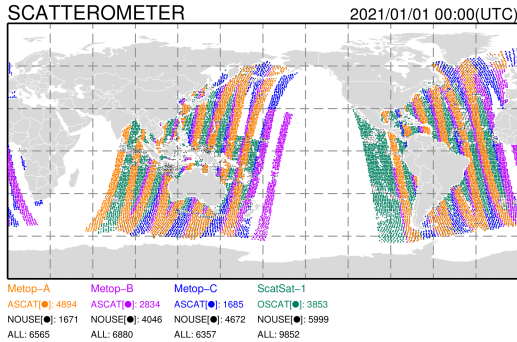 SCATTEROMETER 2021/01/01 00:00(UTC)
Metop-A Metop-B Metop-C ScatSat-1
ASCAT[●]: 4894 ASCAT[●]: 2834 ASCAT[●]: 1685 OSCAT[●]: 3853
NOUSE[●]: 1671 NOUSE[●]: 4046 NOUSE[●]: 4672 NOUSE[●]: 5999
ALL: 6565 ALL: 6880 ALL: 6357 ALL: 9852